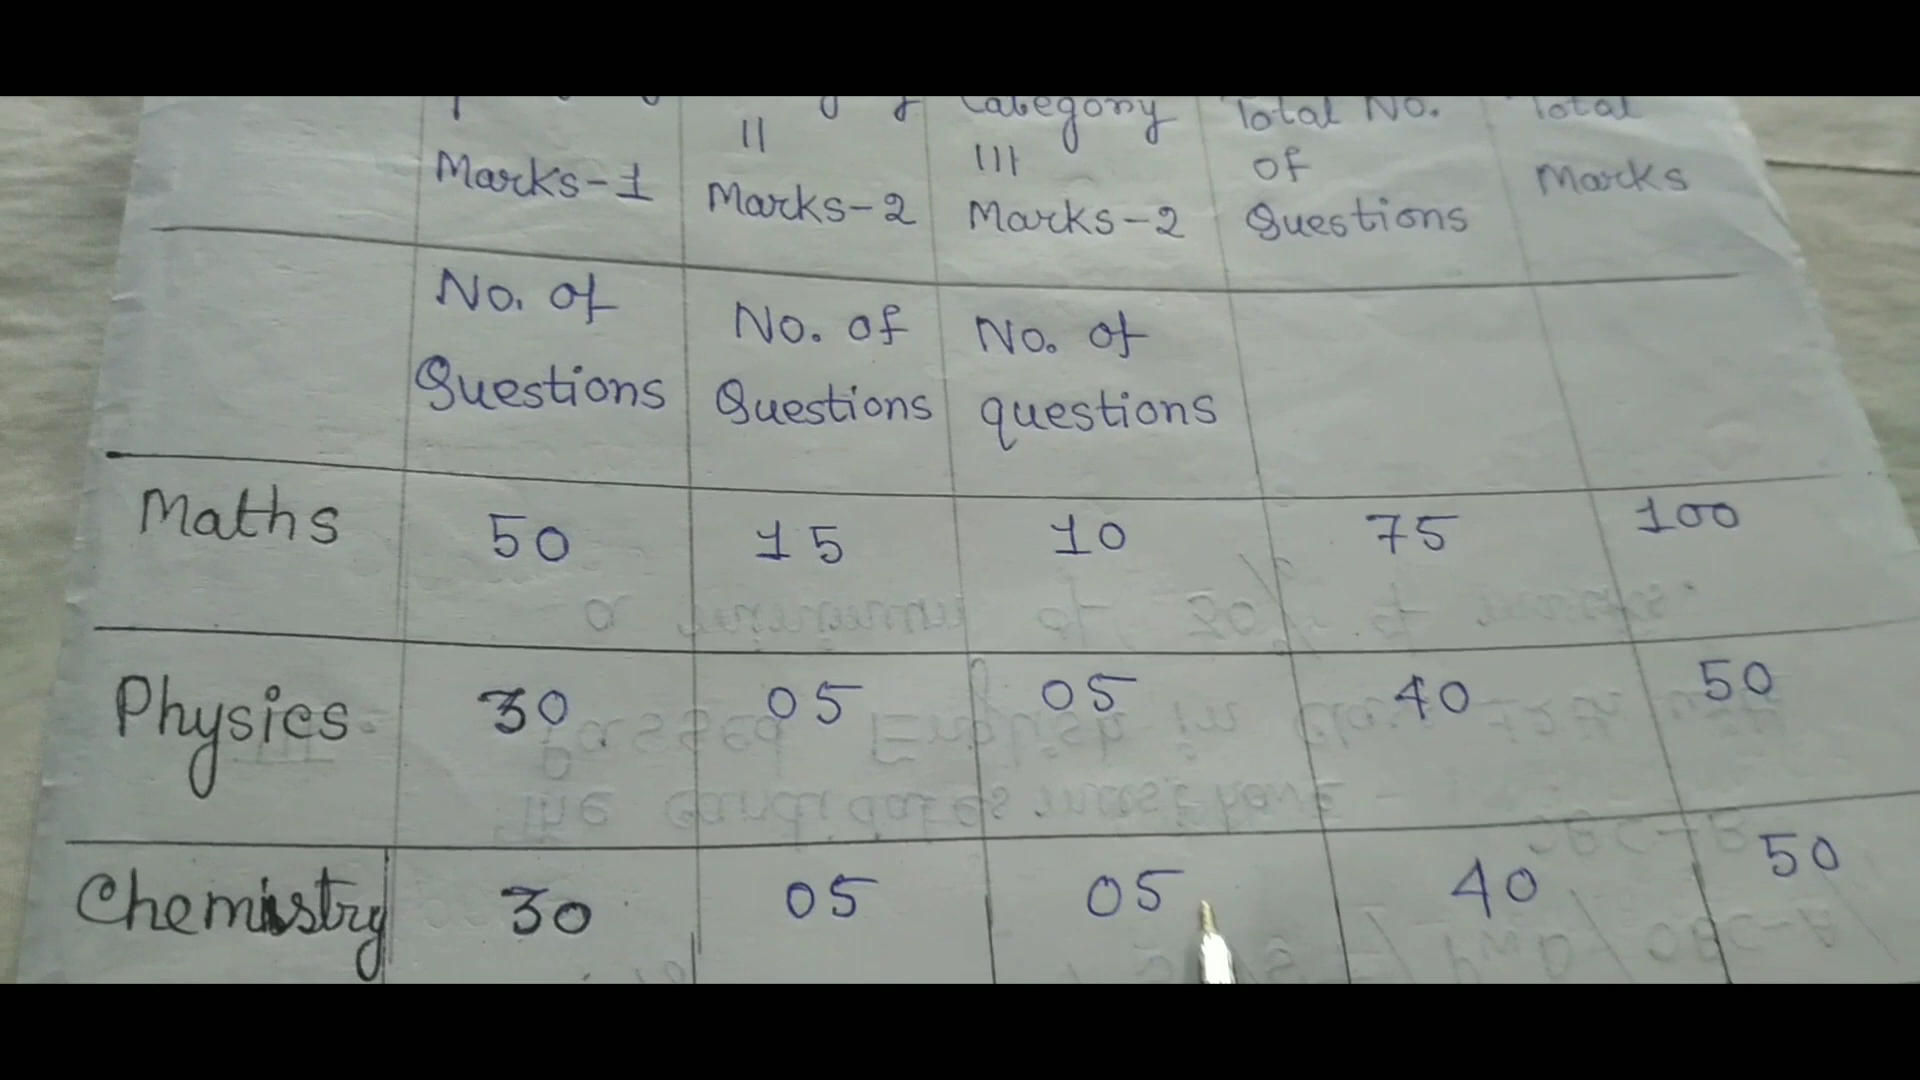 Category Total No. Total
II III of
Marks-1 Marks-2 Marks-2 Questions Marks
No. of No. of No. of
Questions Questions questions
Maths 50 15 10 75 100
Physics 30 05 05 40 50
Chemistry 30 05 05 40 50